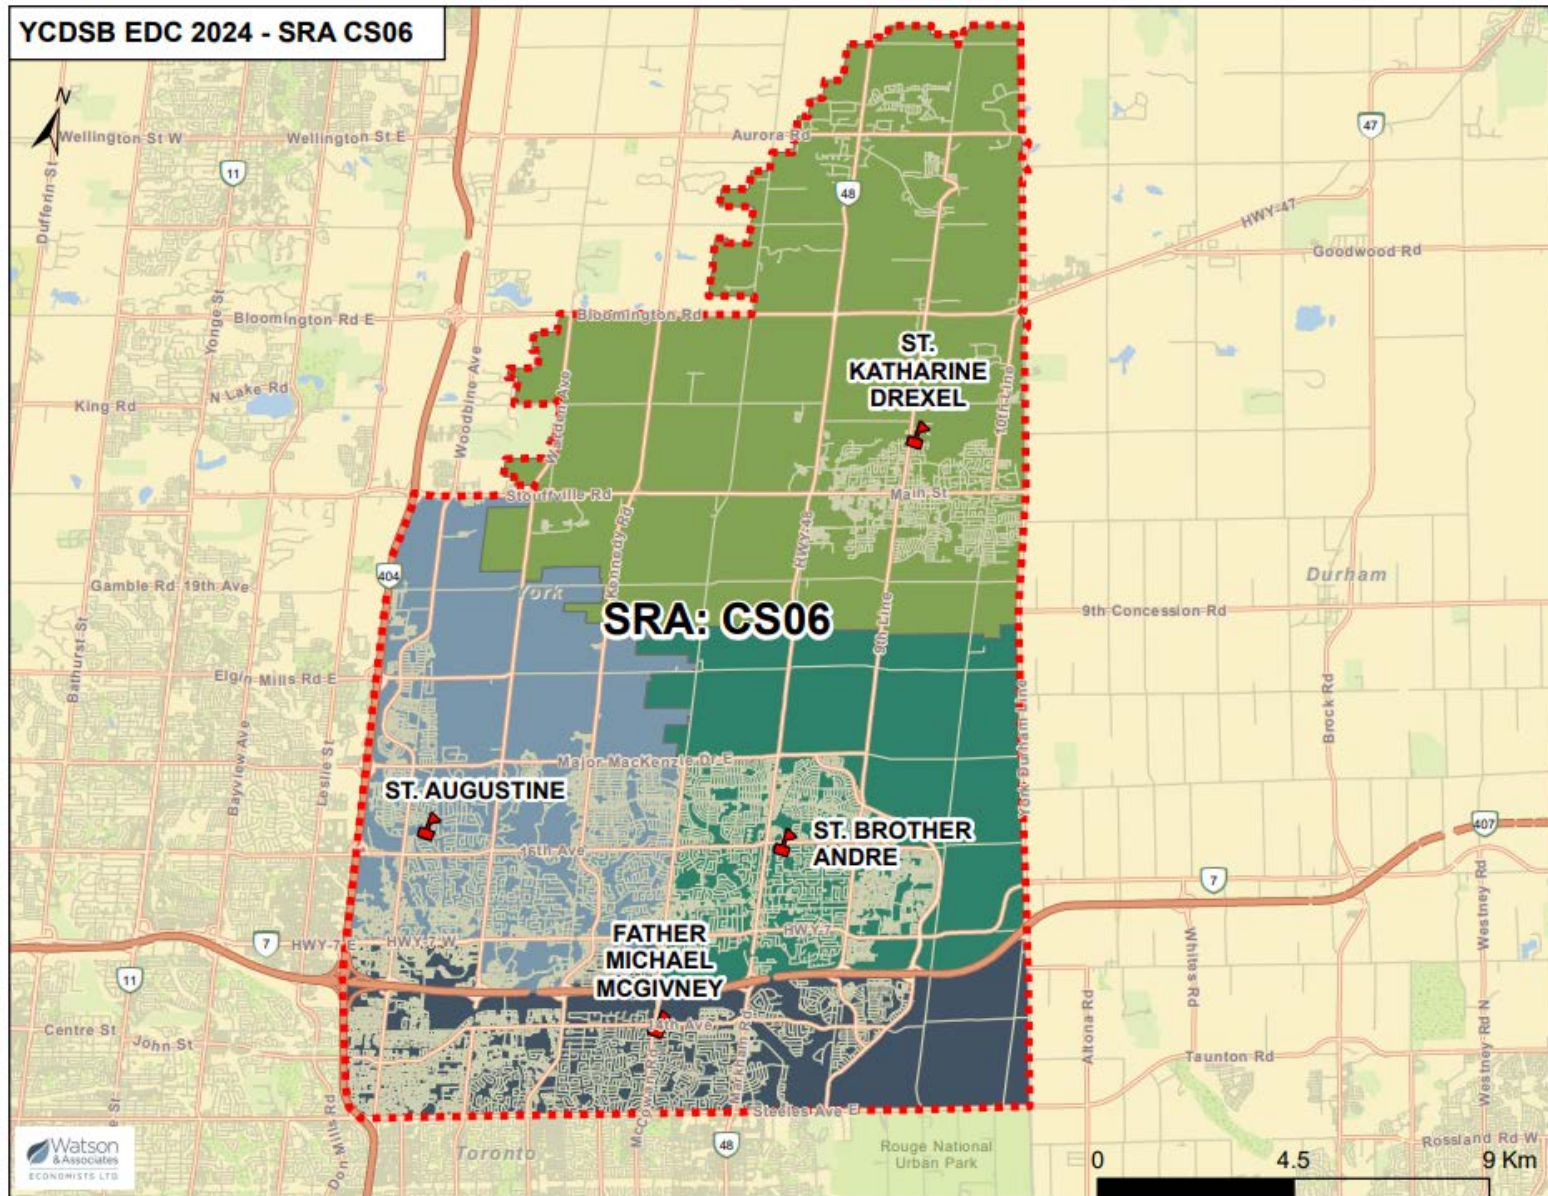 YCDSB EDC 2024 - SRA CS06
N
Wellington St W
Wellington St E
Aurora Rd
47
11
48
Dufferin St
HWY-47
Goodwood Rd
Yonge St
Bloomington Rd E
Bloomington Rd
ST.
KATHARINE
DREXEL
Woodbine Ave
Warden Ave
10th Line
N Lake Rd
King Rd
Stouffville Rd
Main St
Kennedy Rd
HWY-48
404
Gamble Rd
19th Ave
York
Durham
SRA: CS06
9th Concession Rd
9th Line
Bathurst St
Elgin Mills Rd E
Brock Rd
York Durham Line
Leslie St
Bayview Ave
Major MacKenzie Dr E
ST. AUGUSTINE
ST. BROTHER
ANDRE
16th Ave
407
7
Westney Rd
FATHER
MICHAEL
MCGIVNEY
HWY-7
7
HWY-7 E
HWY-7 W
Whites Rd
11
Centre St
John St
14th Ave
Altona Rd
Markham Rd
McCowan Rd
Westney Rd N
Taunton Rd
Don Mills Rd
Steeles Ave E
48
Toronto
Rouge National
Urban Park
Rossland Rd W
Watson
& Associates
ECONOMISTS LTD
0 4.5 9 Km